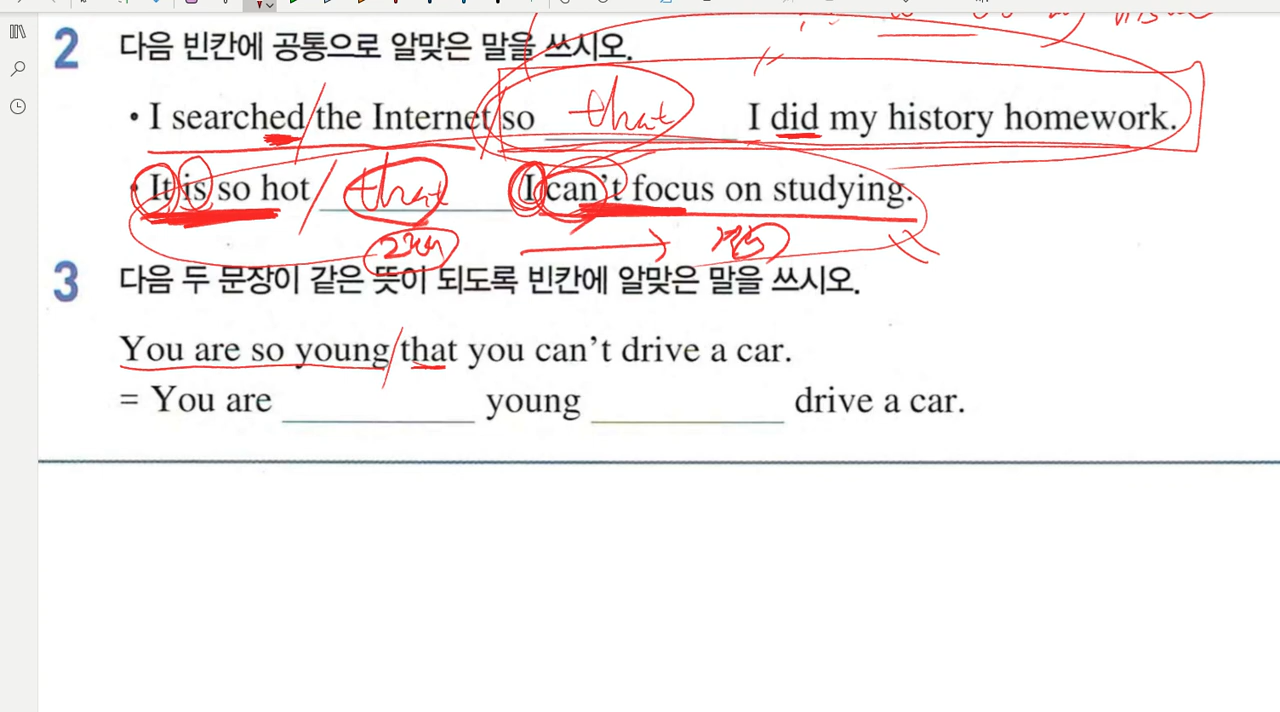 2 다음 빈칸에 공통으로 알맞은 말을 쓰시오.
• I searched the Internet so that I did my history homework.
• It is so hot that I can't focus on studying.
그래서
3 다음 두 문장이 같은 뜻이 되도록 빈칸에 알맞은 말을 쓰시오.
You are so young that you can't drive a car.
= You are young drive a car.